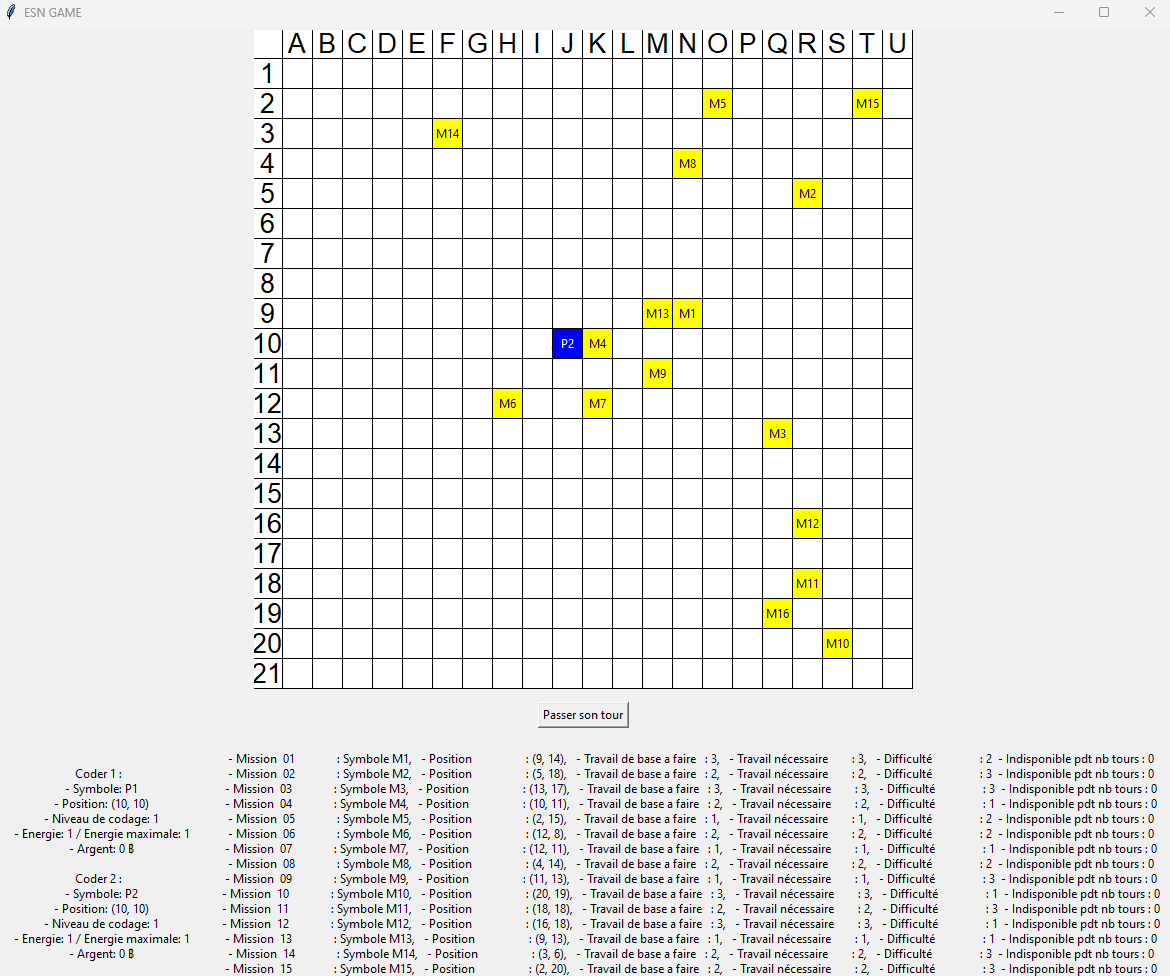 ESN GAME
A B C D E F G H I J K L M N O P Q R S T U
1
2 M5 M15
3 M14
4 M8
5 M2
6
7
8
9 M13 M1
10 P2 M4
11 M9
12 M6 M7
13 M3
14
15
16 M12
17
18 M11
19 M16
20 M10
21
Passer son tour
- Mission 01 : Symbole M1, - Position : (9, 14), - Travail de base a faire : 3, - Travail nécessaire : 3, - Difficulté : 2 - Indisponible pdt nb tours : 0
Coder 1 : - Mission 02 : Symbole M2, - Position : (5, 18), - Travail de base a faire : 2, - Travail nécessaire : 2, - Difficulté : 3 - Indisponible pdt nb tours : 0
- Symbole: P1 - Mission 03 : Symbole M3, - Position : (13, 17), - Travail de base a faire : 3, - Travail nécessaire : 3, - Difficulté : 3 - Indisponible pdt nb tours : 0
- Position: (10, 10) - Mission 04 : Symbole M4, - Position : (10, 11), - Travail de base a faire : 2, - Travail nécessaire : 2, - Difficulté : 1 - Indisponible pdt nb tours : 0
- Niveau de codage: 1 - Mission 05 : Symbole M5, - Position : (2, 15), - Travail de base a faire : 1, - Travail nécessaire : 1, - Difficulté : 2 - Indisponible pdt nb tours : 0
- Energie: 1 / Energie maximale: 1 - Mission 06 : Symbole M6, - Position : (12, 8), - Travail de base a faire : 2, - Travail nécessaire : 2, - Difficulté : 2 - Indisponible pdt nb tours : 0
- Argent: 0 ₿ - Mission 07 : Symbole M7, - Position : (12, 11), - Travail de base a faire : 1, - Travail nécessaire : 1, - Difficulté : 1 - Indisponible pdt nb tours : 0
- Mission 08 : Symbole M8, - Position : (4, 14), - Travail de base a faire : 2, - Travail nécessaire : 2, - Difficulté : 2 - Indisponible pdt nb tours : 0
Coder 2 : - Mission 09 : Symbole M9, - Position : (11, 13), - Travail de base a faire : 1, - Travail nécessaire : 1, - Difficulté : 3 - Indisponible pdt nb tours : 0
- Symbole: P2 - Mission 10 : Symbole M10, - Position : (20, 19), - Travail de base a faire : 3, - Travail nécessaire : 3, - Difficulté : 1 - Indisponible pdt nb tours : 0
- Position: (10, 10) - Mission 11 : Symbole M11, - Position : (18, 18), - Travail de base a faire : 2, - Travail nécessaire : 2, - Difficulté : 3 - Indisponible pdt nb tours : 0
- Niveau de codage: 1 - Mission 12 : Symbole M12, - Position : (16, 18), - Travail de base a faire : 3, - Travail nécessaire : 3, - Difficulté : 1 - Indisponible pdt nb tours : 0
- Energie: 1 / Energie maximale: 1 - Mission 13 : Symbole M13, - Position : (9, 13), - Travail de base a faire : 1, - Travail nécessaire : 1, - Difficulté : 1 - Indisponible pdt nb tours : 0
- Argent: 0 ₿ - Mission 14 : Symbole M14, - Position : (3, 6), - Travail de base a faire : 2, - Travail nécessaire : 2, - Difficulté : 3 - Indisponible pdt nb tours : 0
- Mission 15 : Symbole M15, - Position : (2, 20), - Travail de base a faire : 2, - Travail nécessaire : 2, - Difficulté : 3 - Indisponible pdt nb tours : 0